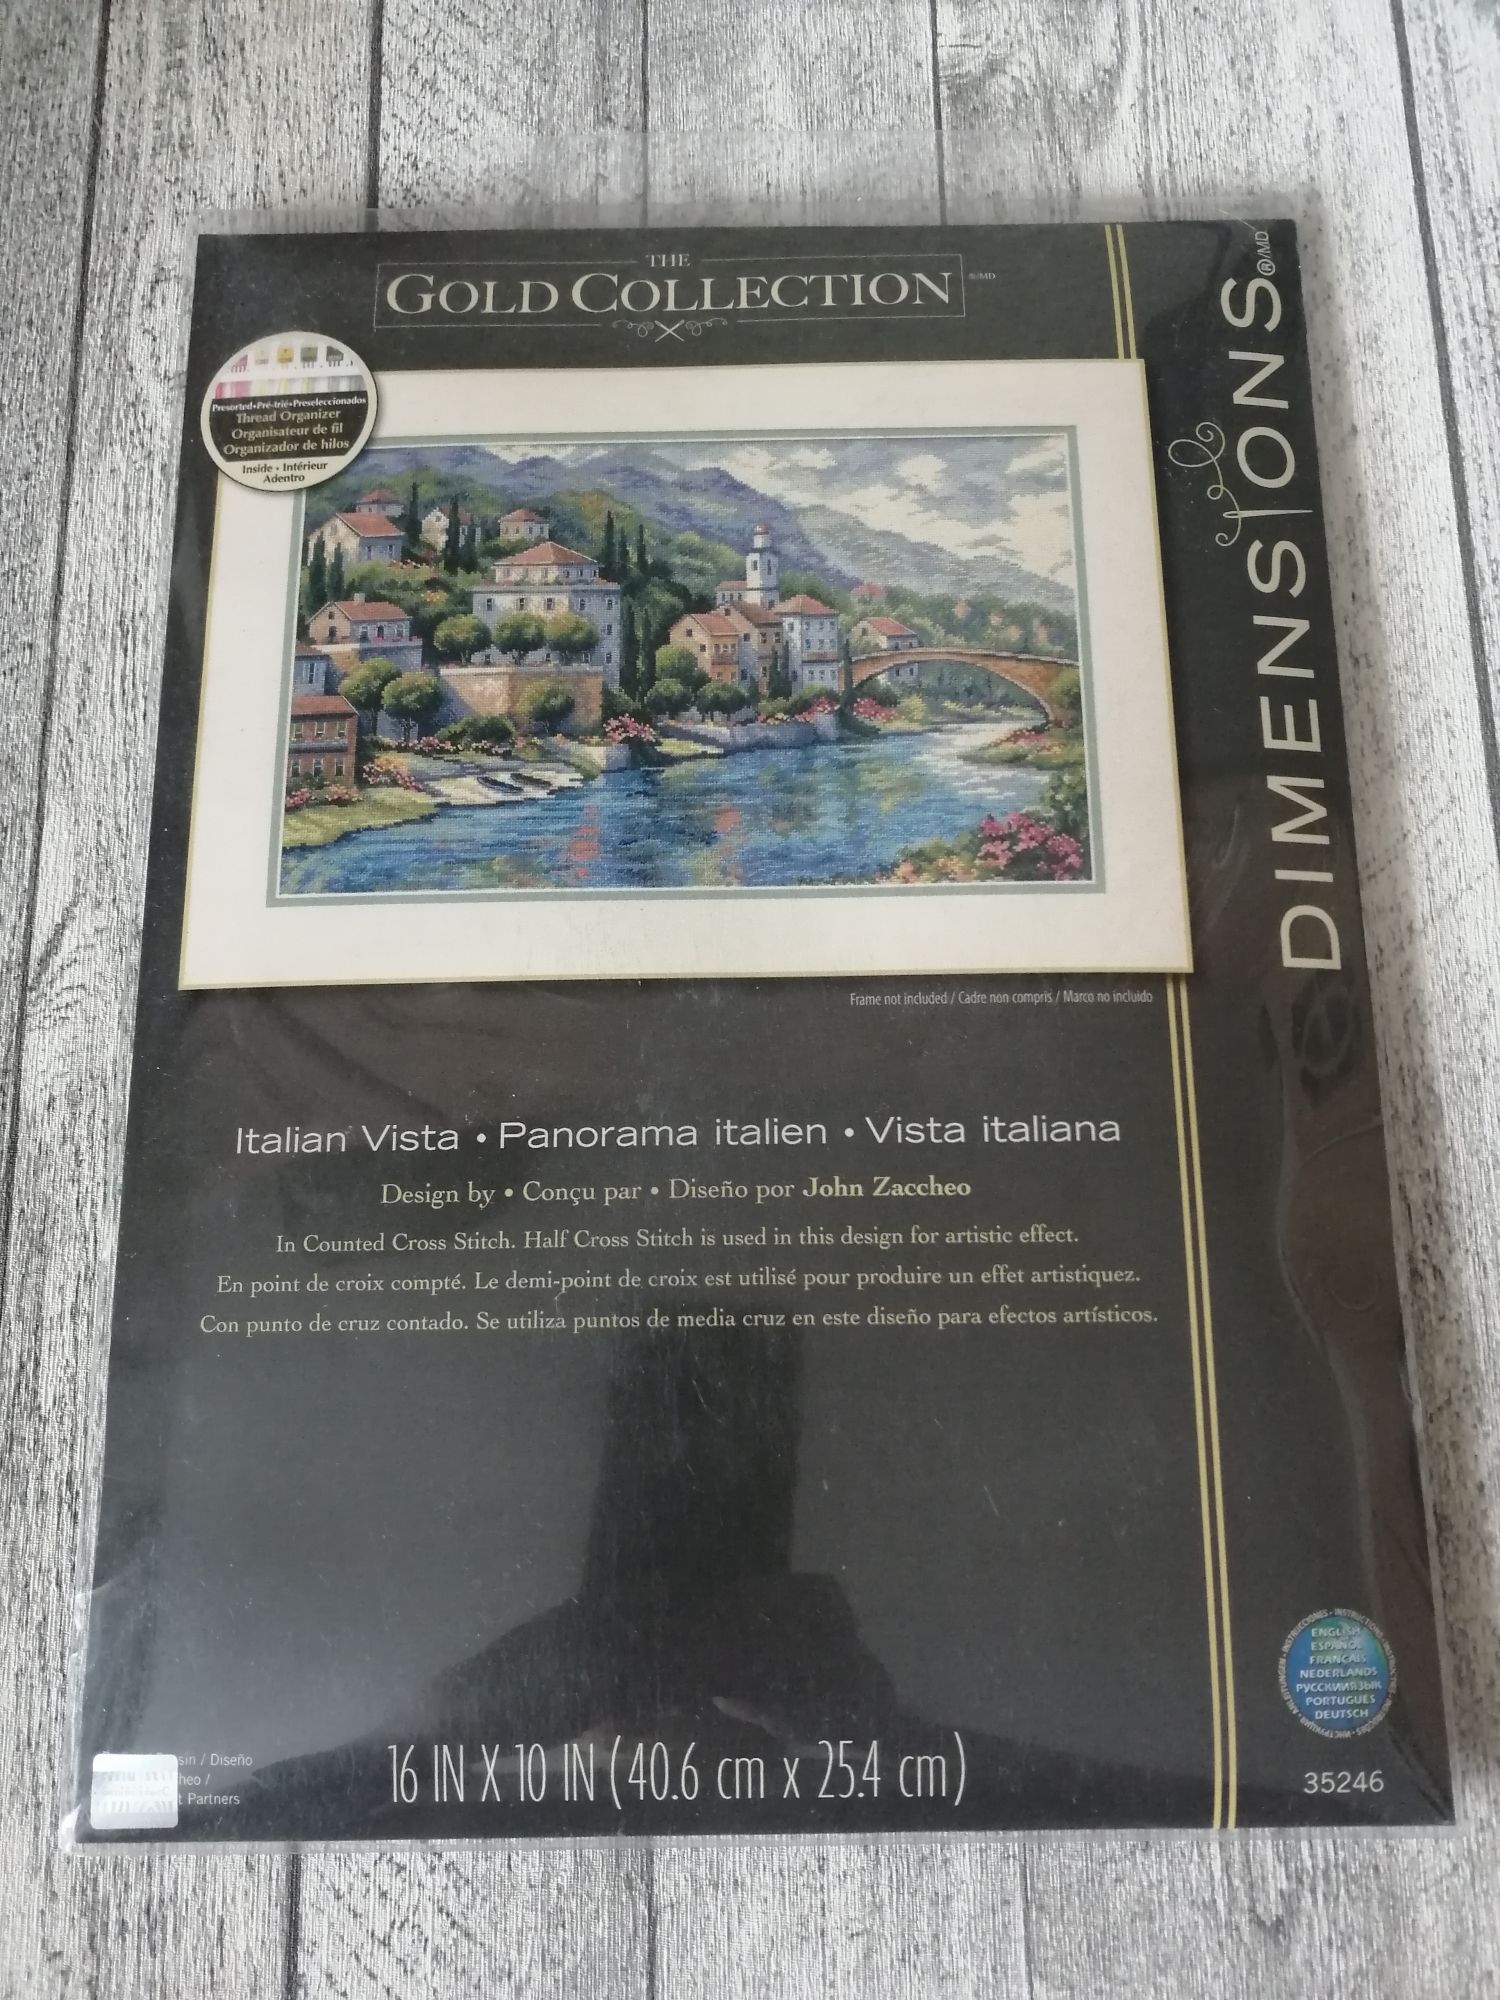 THE
GOLD COLLECTION ®/MD
Presorted•Pré-trié•Preseleccionados
Thread Organizer
Organisateur de fil
Organizador de hilos
Inside • Intérieur
Adentro
DIMENSIONS®/MD
Frame not included / Cadre non compris / Marco no incluido
Italian Vista • Panorama italien • Vista italiana
Design by • Conçu par • Diseño por John Zaccheo
In Counted Cross Stitch. Half Cross Stitch is used in this design for artistic effect.
En point de croix compté. Le demi-point de croix est utilisé pour produire un effet artistiquez.
Con punto de cruz contado. Se utiliza puntos de media cruz en este diseño para efectos artísticos.
ENGLISH
ESPAÑOL
FRANÇAIS
NEDERLANDS
РУССКИЙЯЗЫК
PORTUGUES
DEUTSCH
/ Diseño
/
Partners
16 IN X 10 IN (40.6 cm x 25.4 cm)
35246